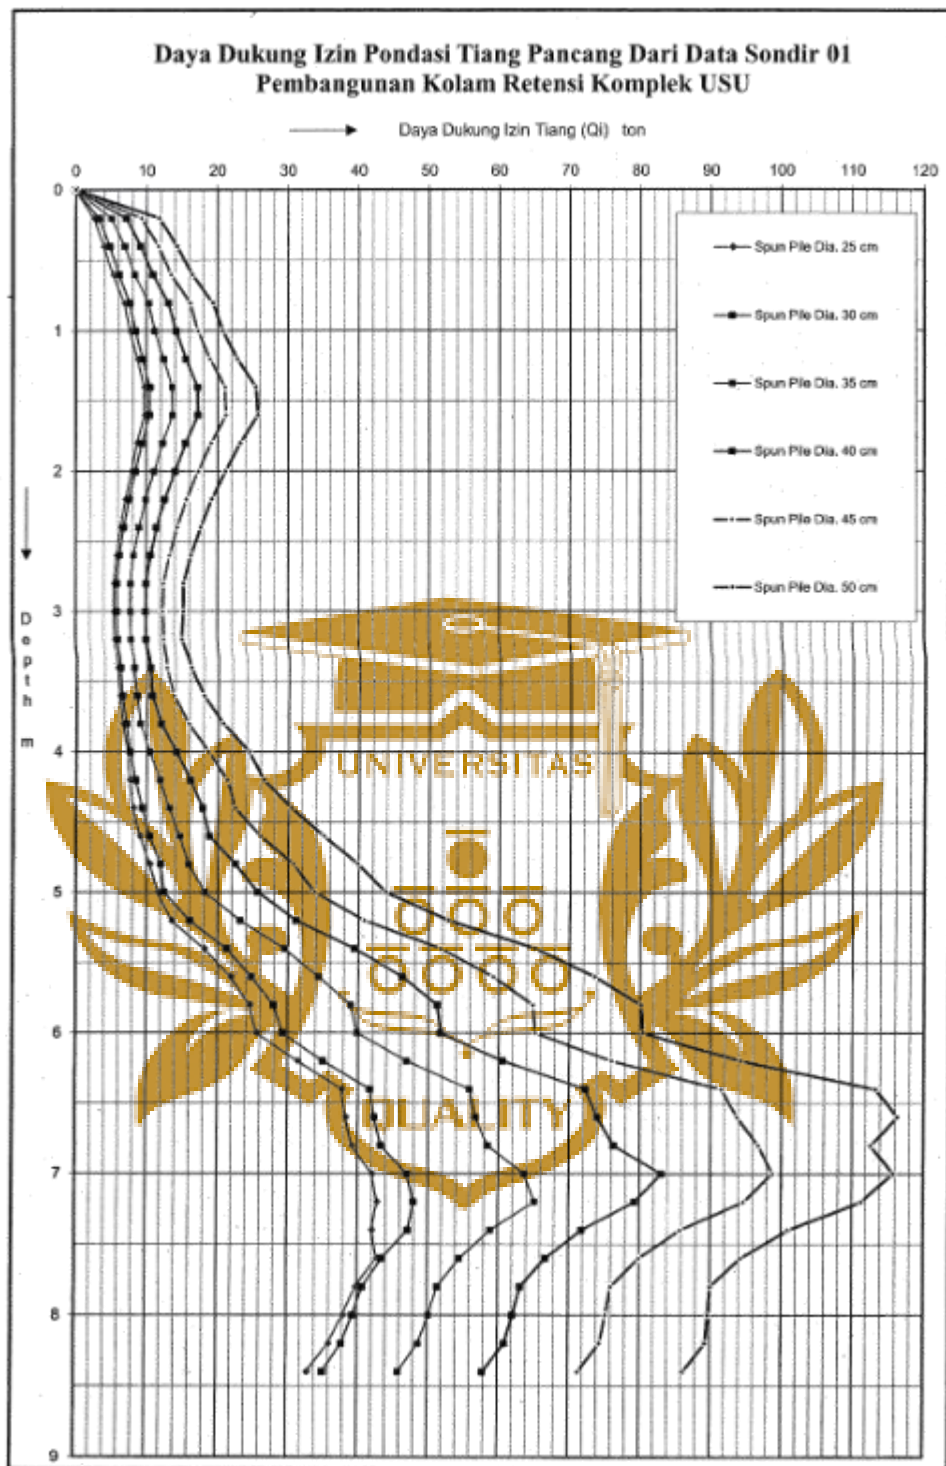 Daya Dukung Izin Pondasi Tiang Pancang Dari Data Sondir 01
Pembangunan Kolam Retensi Komplek USU
Daya Dukung Izin Tiang (Qi) ton
0 10 20 30 40 50 60 70 80 90 100 110 120
0
1
2
3
4
5
6
7
8
9
Depth m
Spun Pile Dia. 25 cm
Spun Pile Dia. 30 cm
Spun Pile Dia. 35 cm
Spun Pile Dia. 40 cm
Spun Pile Dia. 45 cm
Spun Pile Dia. 50 cm
UNIVERSITAS
QUALITY